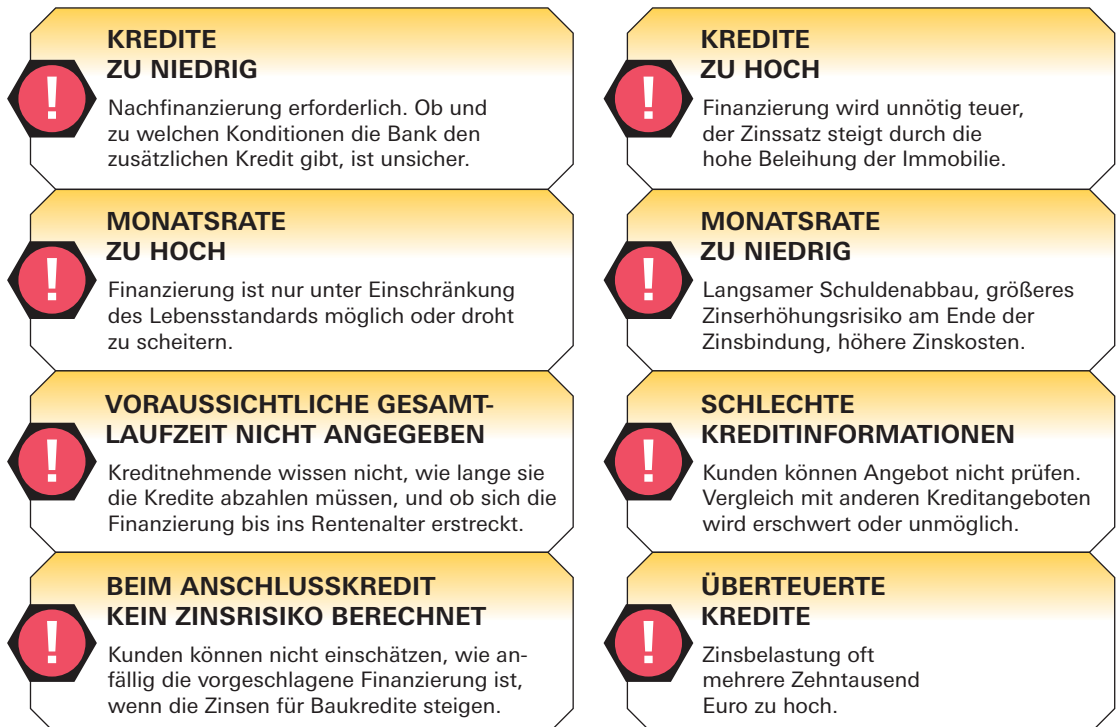 KREDITE
ZU NIEDRIG
!
Nachfinanzierung erforderlich. Ob und
zu welchen Konditionen die Bank den
zusätzlichen Kredit gibt, ist unsicher.
KREDITE
ZU HOCH
!
Finanzierung wird unnötig teuer,
der Zinssatz steigt durch die
hohe Beleihung der Immobilie.
MONATSRATE
ZU HOCH
!
Finanzierung ist nur unter Einschränkung
des Lebensstandards möglich oder droht
zu scheitern.
MONATSRATE
ZU NIEDRIG
!
Langsamer Schuldenabbau, größeres
Zinserhöhungsrisiko am Ende der
Zinsbindung, höhere Zinskosten.
VORAUSSICHTLICHE GESAMT-
LAUFZEIT NICHT ANGEGEBEN
!
Kreditnehmende wissen nicht, wie lange sie
die Kredite abzahlen müssen, und ob sich die
Finanzierung bis ins Rentenalter erstreckt.
SCHLECHTE
KREDITINFORMATIONEN
!
Kunden können Angebot nicht prüfen.
Vergleich mit anderen Kreditangeboten
wird erschwert oder unmöglich.
BEIM ANSCHLUSSKREDIT
KEIN ZINSRISIKO BERECHNET
!
Kunden können nicht einschätzen, wie an-
fällig die vorgeschlagene Finanzierung ist,
wenn die Zinsen für Baukredite steigen.
ÜBERTEUERTE
KREDITE
!
Zinsbelastung oft
mehrere Zehntausend
Euro zu hoch.